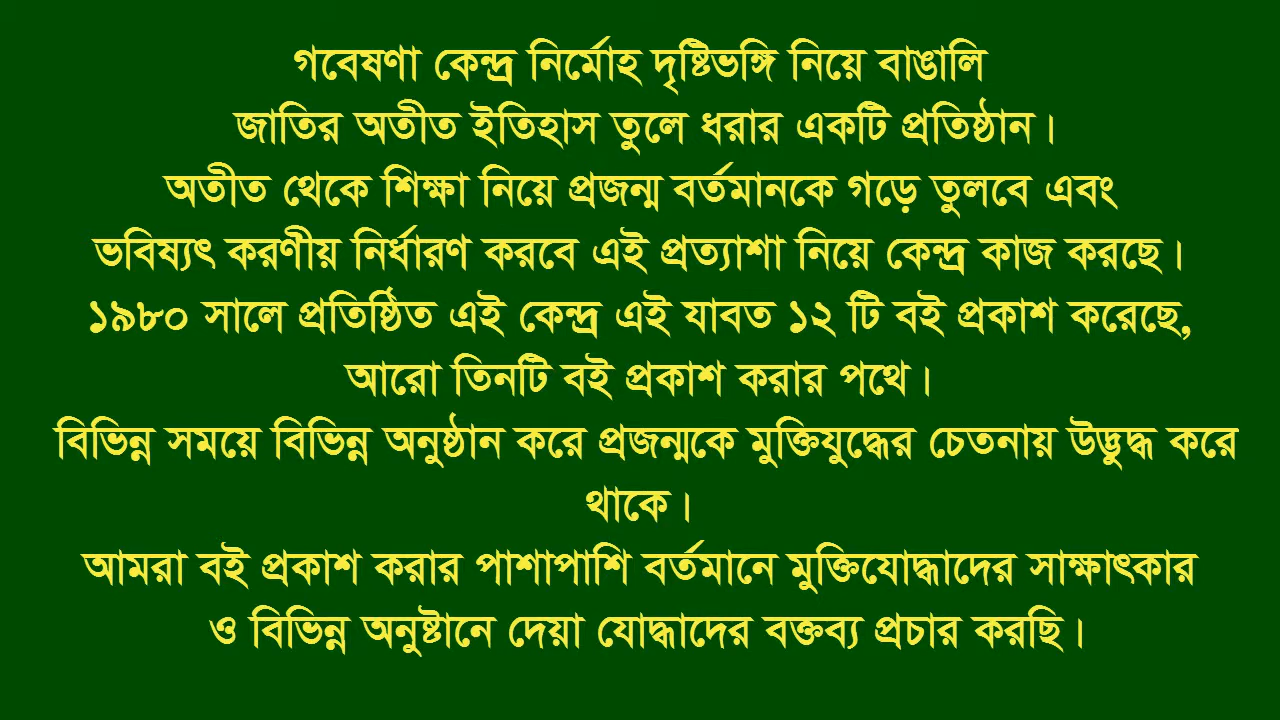 গবেষণা কেন্দ্র নির্মোহ দৃষ্টিভঙ্গি নিয়ে বাঙালি
জাতির অতীত ইতিহাস তুলে ধরার একটি প্রতিষ্ঠান।
অতীত থেকে শিক্ষা নিয়ে প্রজন্ম বর্তমানকে গড়ে তুলবে এবং
ভবিষ্যৎ করণীয় নির্ধারণ করবে এই প্রত্যাশা নিয়ে কেন্দ্র কাজ করছে।
১৯৮০ সালে প্রতিষ্ঠিত এই কেন্দ্র এই যাবত ১২ টি বই প্রকাশ করেছে,
আরো তিনটি বই প্রকাশ করার পথে।
বিভিন্ন সময়ে বিভিন্ন অনুষ্ঠান করে প্রজন্মকে মুক্তিযুদ্ধের চেতনায় উদ্ভুদ্ধ করে
থাকে।
আমরা বই প্রকাশ করার পাশাপাশি বর্তমানে মুক্তিযোদ্ধাদের সাক্ষাৎকার
ও বিভিন্ন অনুষ্টানে দেয়া যোদ্ধাদের বক্তব্য প্রচার করছি।